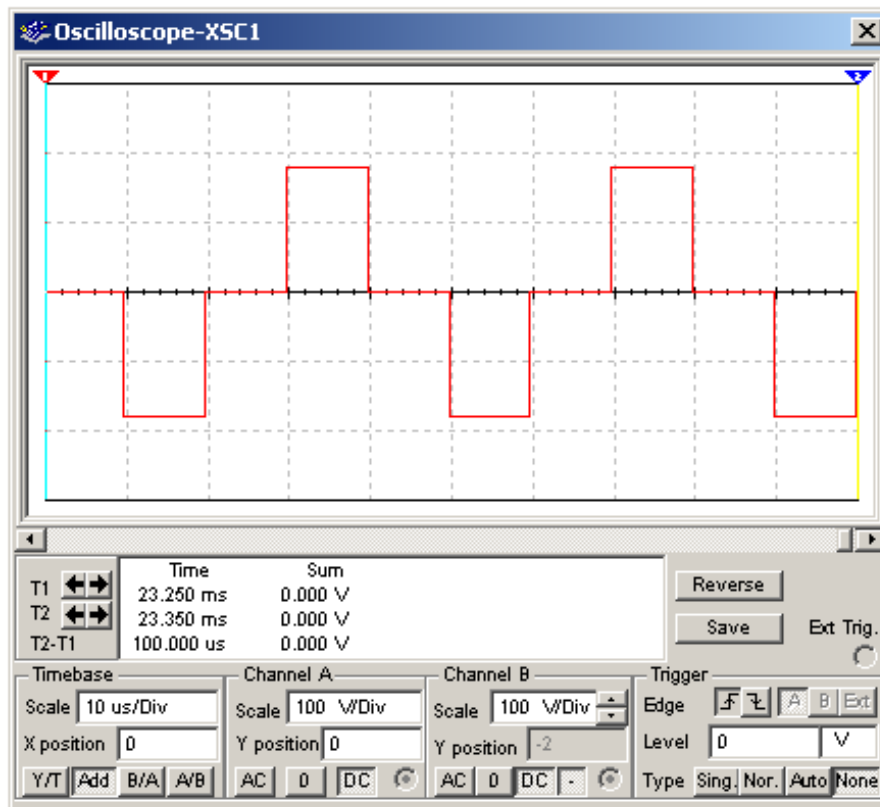 Oscilloscope-XSC1
1 2
Time Sum
T1 23.250 ms 0.000 V
T2 23.350 ms 0.000 V
T2-T1 100.000 us 0.000 V
Reverse
Save
Ext Trig.
Timebase
Scale 10 us/Div
X position 0
Y/T Add B/A A/B
Channel A
Scale 100 V/Div
Y position 0
AC 0 DC
Channel B
Scale 100 V/Div
Y position -2
AC 0 DC -
Trigger
Edge A B Ext
Level 0 V
Type Sing. Nor. Auto None